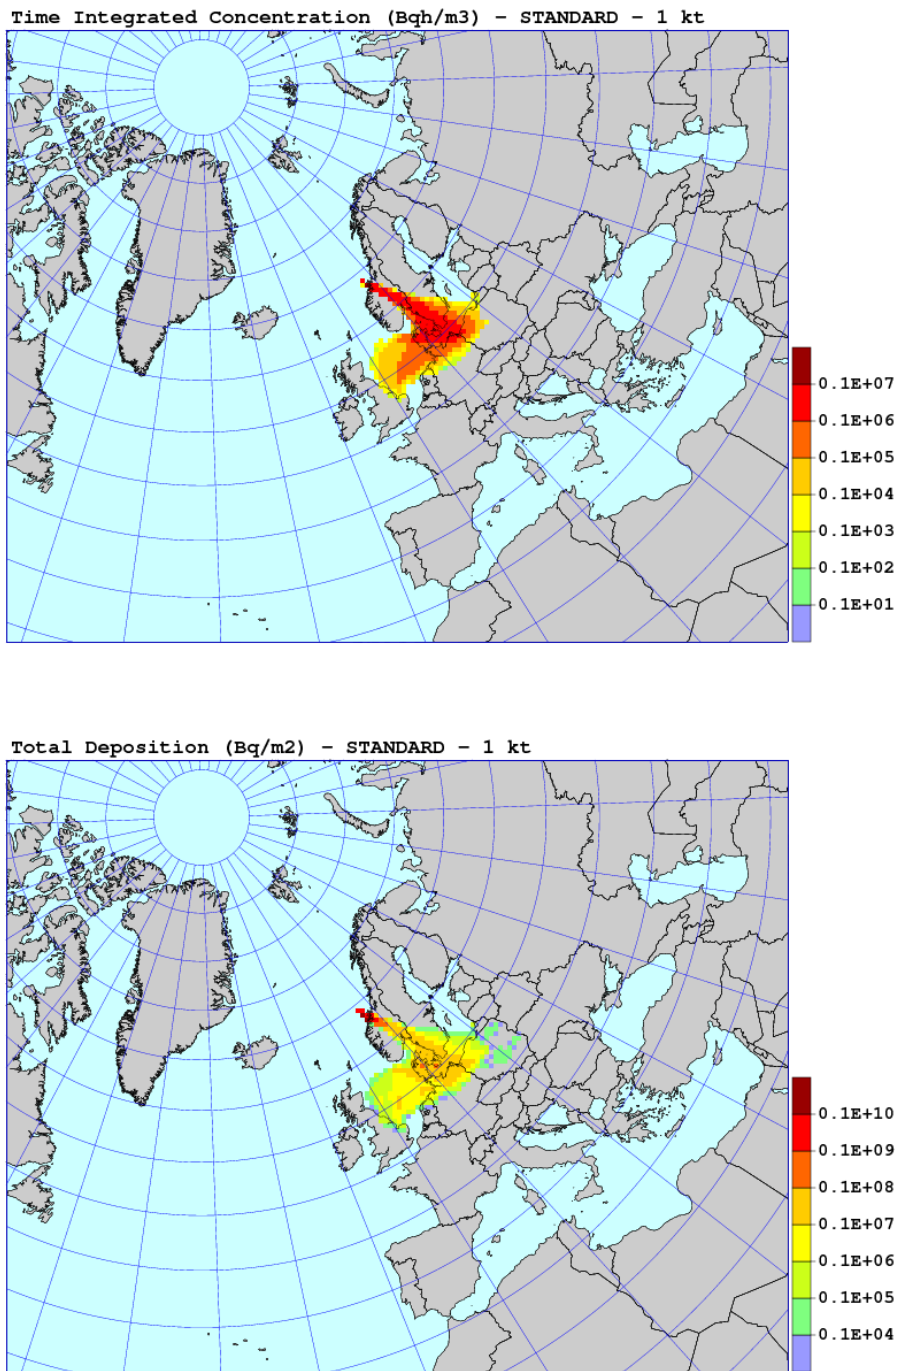 Time Integrated Concentration (Bqh/m3) – STANDARD – 1 kt
0.1E+07
0.1E+06
0.1E+05
0.1E+04
0.1E+03
0.1E+02
0.1E+01
Total Deposition (Bq/m2) – STANDARD – 1 kt
0.1E+10
0.1E+09
0.1E+08
0.1E+07
0.1E+06
0.1E+05
0.1E+04